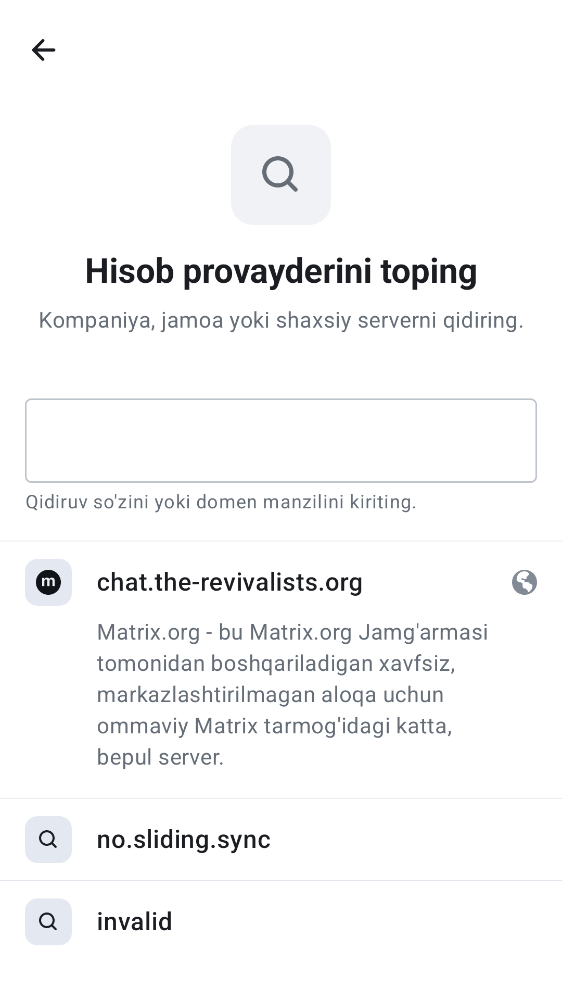 Hisob provayderini toping
Kompaniya, jamoa yoki shaxsiy serverni qidiring.
Qidiruv so'zini yoki domen manzilini kiriting.
m
chat.the-revivalists.org
Matrix.org - bu Matrix.org Jamg'armasi
tomonidan boshqariladigan xavfsiz,
markazlashtirilmagan aloqa uchun
ommaviy Matrix tarmog'idagi katta,
bepul server.
no.sliding.sync
invalid